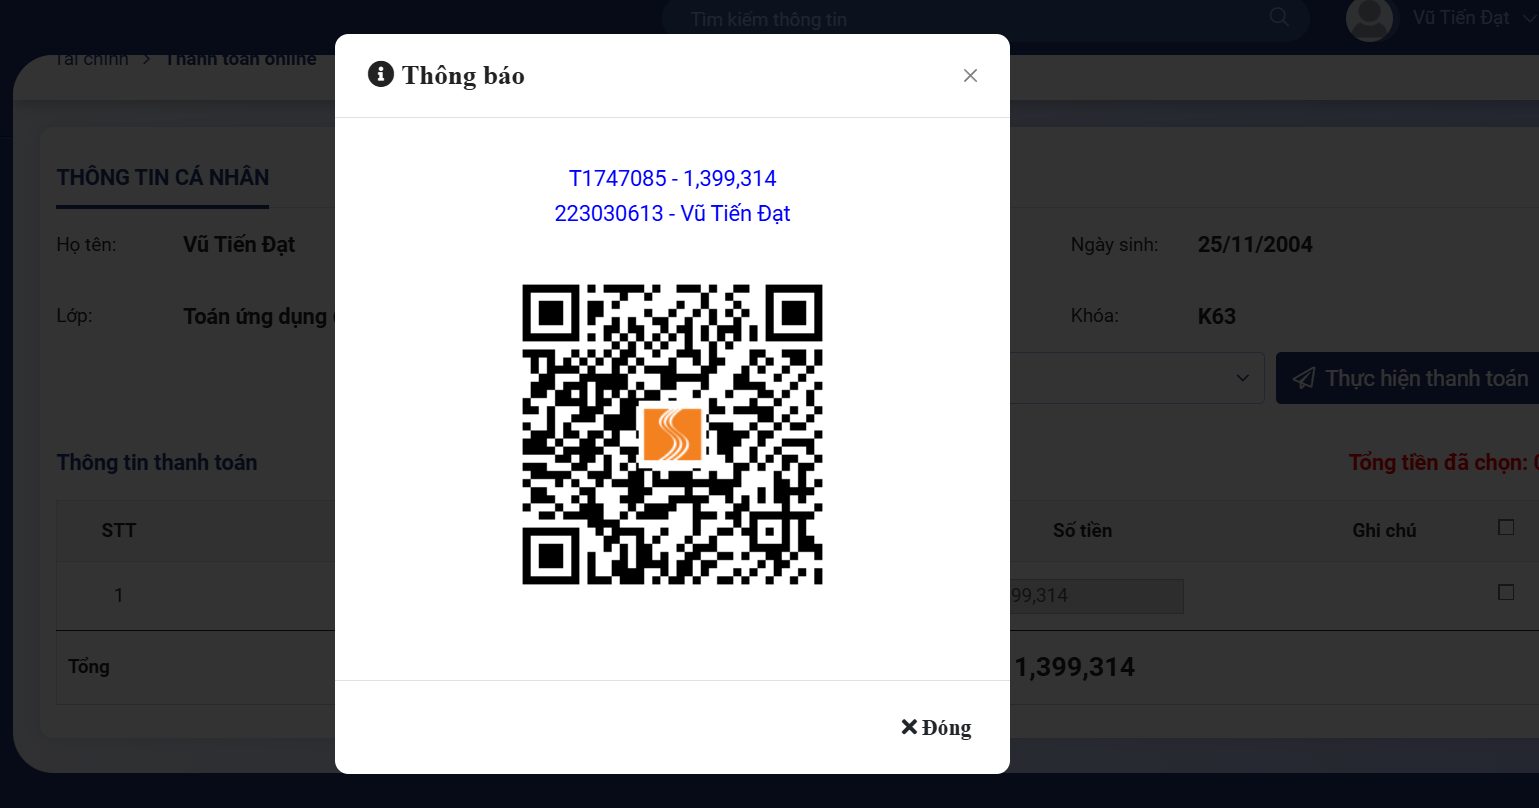 Tìm kiếm thông tin
Vũ Tiến Đạt
Tài chính > Thanh toán online
Thông báo
T1747085 - 1,399,314
223030613 - Vũ Tiến Đạt
THÔNG TIN CÁ NHÂN
Họ tên: Vũ Tiến Đạt
Ngày sinh: 25/11/2004
Lớp: Toán ứng dụng
Khóa: K63
Thực hiện thanh toán
Thông tin thanh toán
Tổng tiền đã chọn:
STT
Số tiền
Ghi chú
1
99,314
Tổng
1,399,314
Đóng